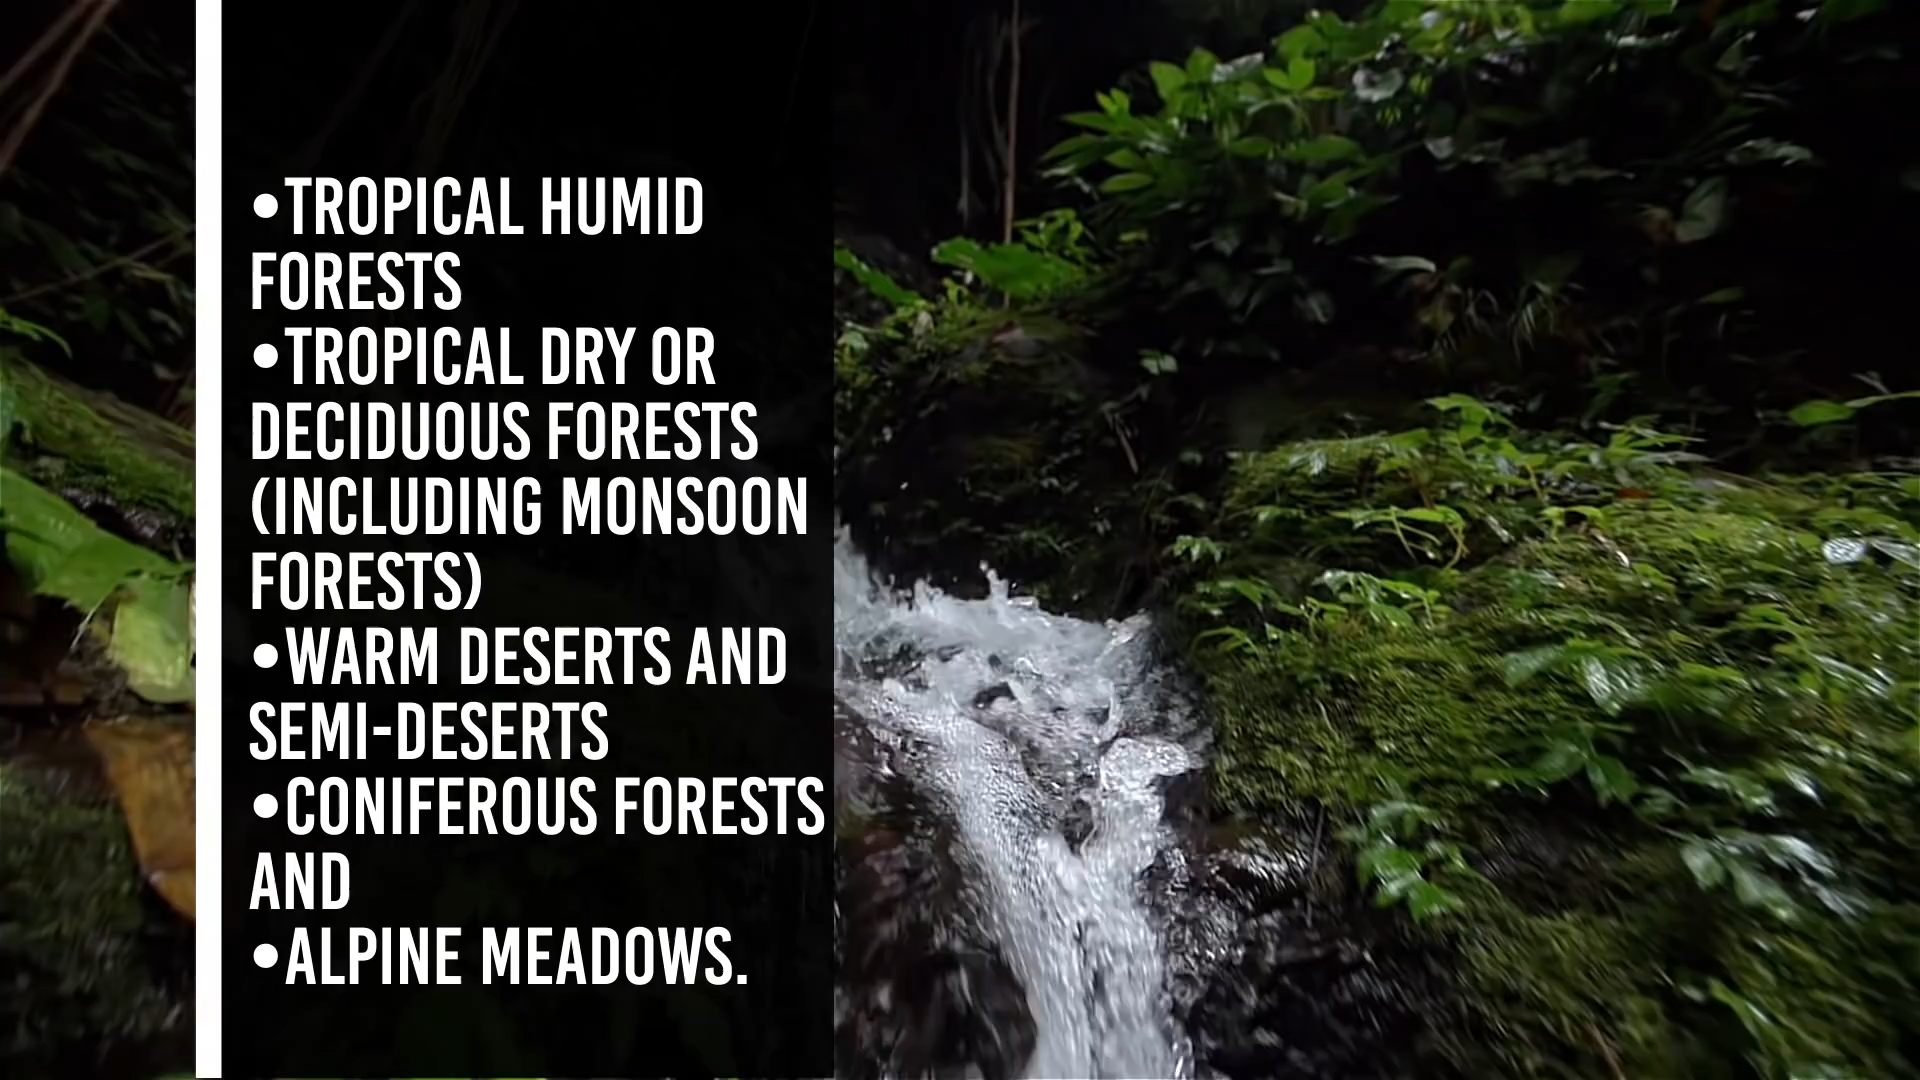 •TROPICAL HUMID
FORESTS
•TROPICAL DRY OR
DECIDUOUS FORESTS
(INCLUDING MONSOON
FORESTS)
•WARM DESERTS AND
SEMI-DESERTS
•CONIFEROUS FORESTS
AND
•ALPINE MEADOWS.